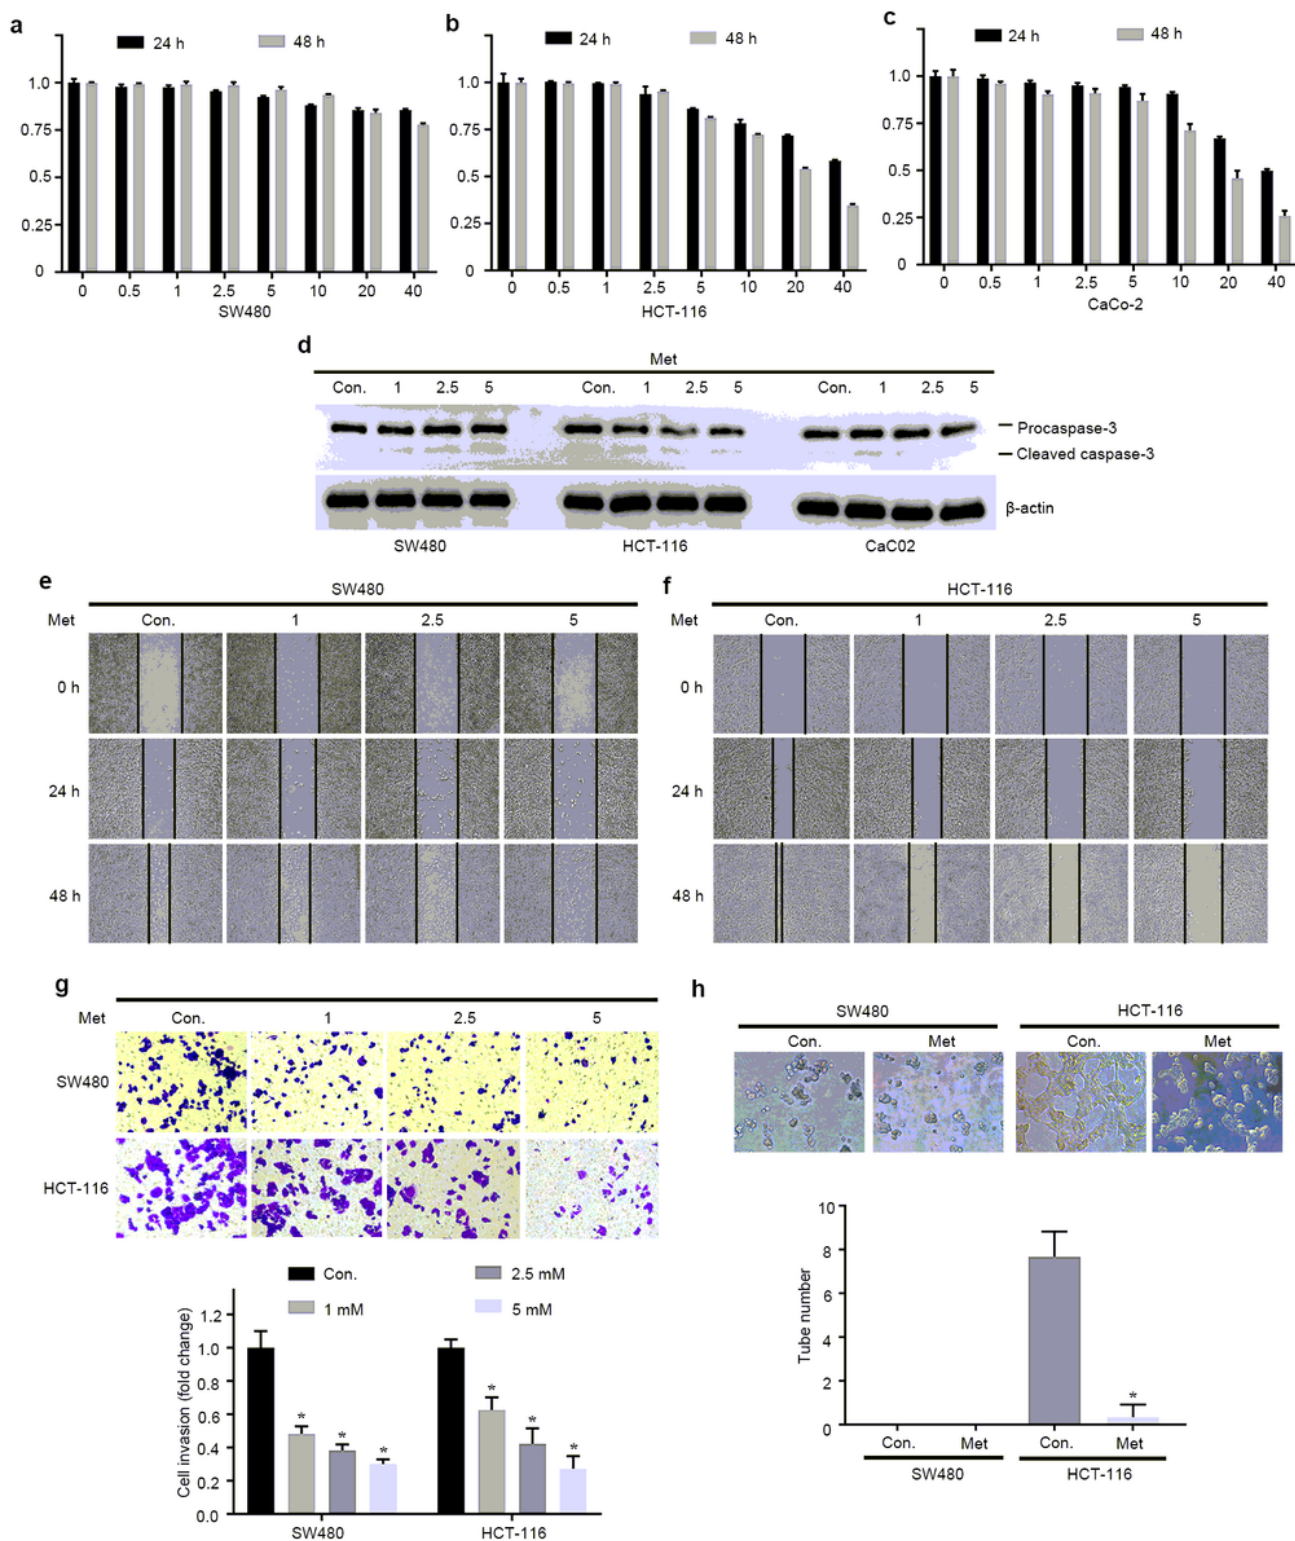 a
24 h
48 h
1.0
0.75
0.5
0.25
0
0 0.5 1 2.5 5 10 20 40
SW480
b
24 h
48 h
1.0
0.75
0.5
0.25
0
0 0.5 1 2.5 5 10 20 40
HCT-116
c
24 h
48 h
1.0
0.75
0.5
0.25
0
0 0.5 1 2.5 5 10 20 40
CaCo-2
d
Met
Con. 1 2.5 5 Con. 1 2.5 5 Con. 1 2.5 5
Procaspase-3
Cleaved caspase-3
β-actin
SW480 HCT-116 CaC02
e
SW480
Met Con. 1 2.5 5
0 h
24 h
48 h
f
HCT-116
Met Con. 1 2.5 5
0 h
24 h
48 h
g
Met Con. 1 2.5 5
SW480
HCT-116
Con. 2.5 mM
1 mM 5 mM
Cell invasion (fold change)
1.2
1.0
0.8
0.6
0.4
0.2
0.0
* * * * * *
SW480 HCT-116
h
SW480 HCT-116
Con. Met Con. Met
Tube number
10
8
6
4
2
0
*
Con. Met Con. Met
SW480 HCT-116